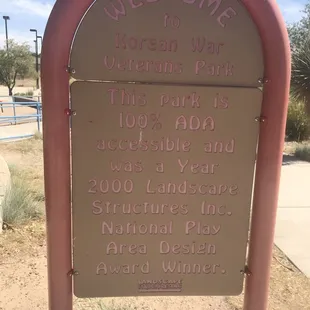 WELCOME
to
Korean War
Veterans Park
This park is
100% ADA
accessible and
was a Year
2000 Landscape
Structures Inc.
National Play
Area Design
Award Winner.